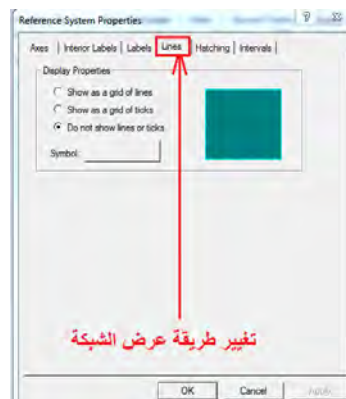 Reference System Properties
Axes | Interior Labels | Labels | Lines | Hatching | Intervals |
Display Properties
Show as a grid of lines
Show as a grid of ticks
Do not show lines or ticks
Symbol:
تغيير طريقة عرض الشبكة
OK Cancel Apply